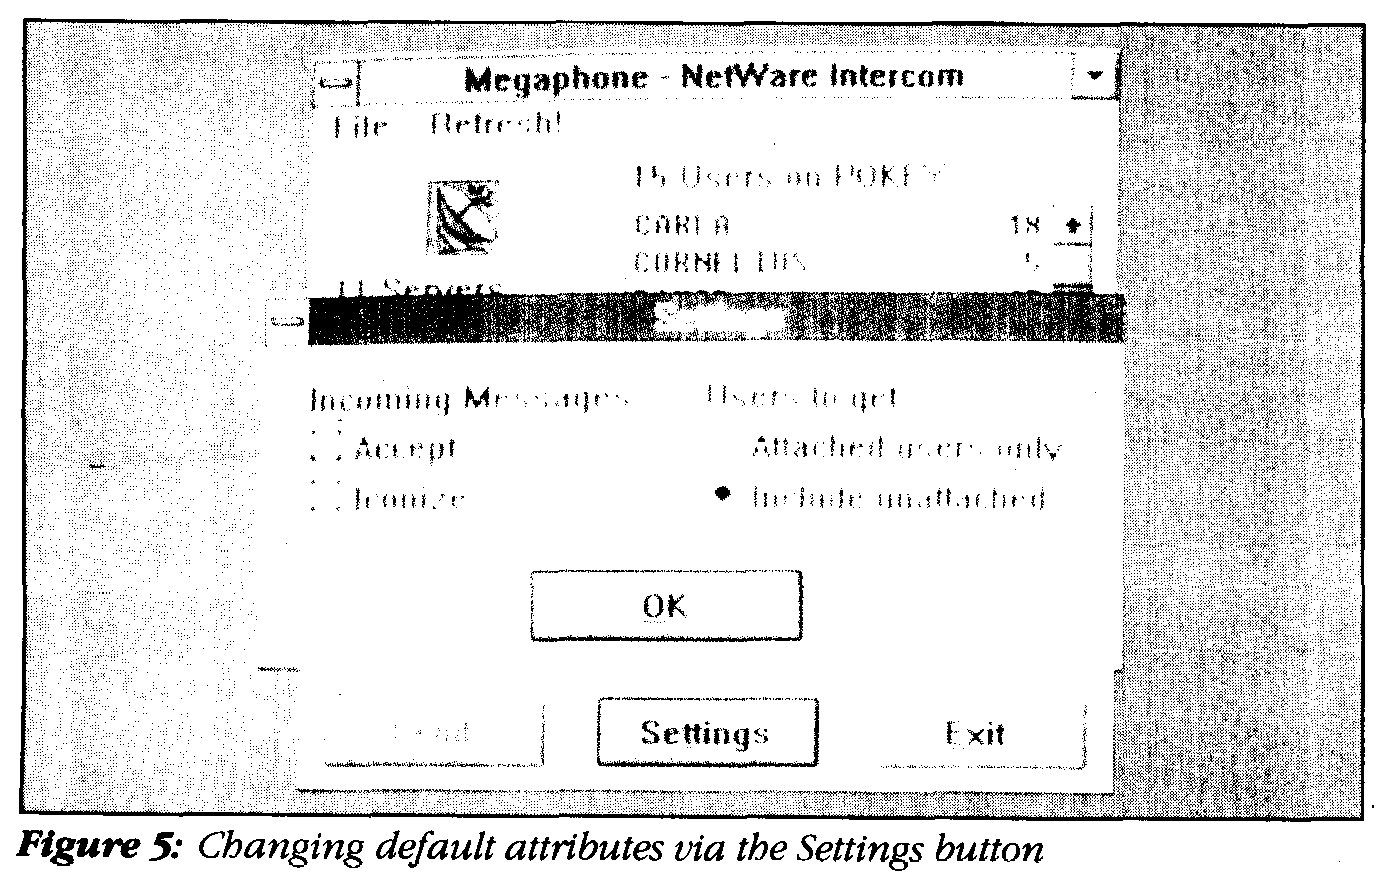 Megaphone - NetWare Intercom
File Refresh!
15 Users on POKEY
CARLA 18
CORNELIUS 5
11 Servers
Settings
Incoming Messages Users to get
Accept Attached users only
Iconize Include unattached
OK
Send Settings Exit
Figure 5: Changing default attributes via the Settings button